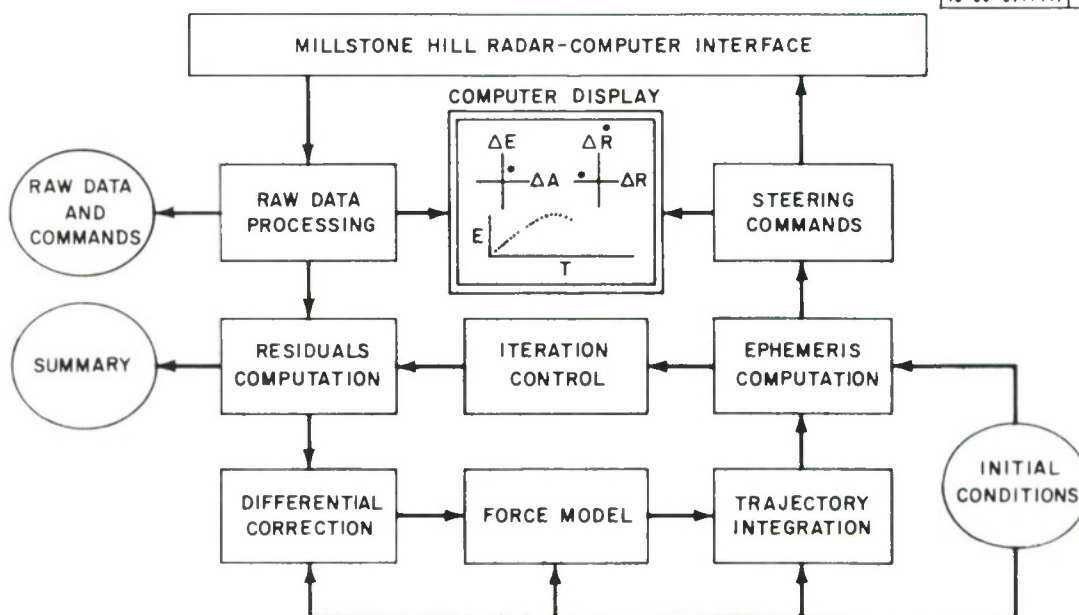 MILLSTONE HILL RADAR-COMPUTER INTERFACE
COMPUTER DISPLAY
ΔE
ΔṘ
ΔA
ΔR
E
T
RAW DATA
AND
COMMANDS
RAW DATA
PROCESSING
STEERING
COMMANDS
SUMMARY
RESIDUALS
COMPUTATION
ITERATION
CONTROL
EPHEMERIS
COMPUTATION
INITIAL
CONDITIONS
DIFFERENTIAL
CORRECTION
FORCE MODEL
TRAJECTORY
INTEGRATION